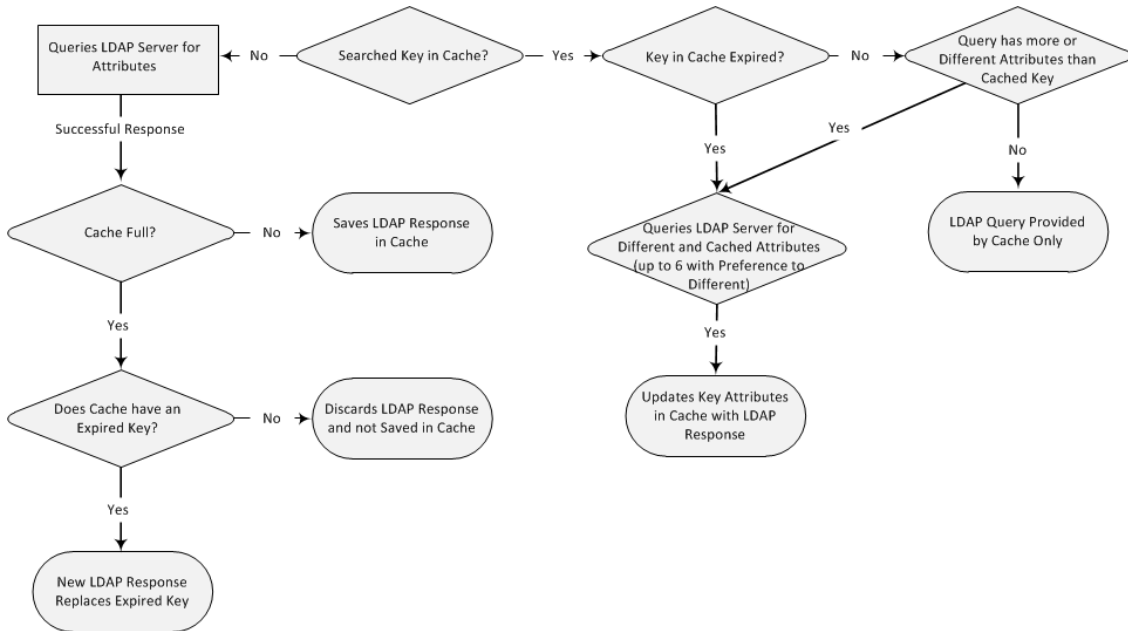 Queries LDAP Server for
Attributes
No
Searched Key in Cache?
Yes
Key in Cache Expired?
No
Query has more or
Different Attributes than
Cached Key
Successful Response
Yes
Yes
No
Cache Full?
No
Saves LDAP Response
in Cache
Queries LDAP Server for
Different and Cached Attributes
(up to 6 with Preference to
Different)
LDAP Query Provided
by Cache Only
Yes
Yes
Does Cache have an
Expired Key?
No
Discards LDAP Response
and not Saved in Cache
Updates Key Attributes
in Cache with LDAP
Response
Yes
New LDAP Response
Replaces Expired Key